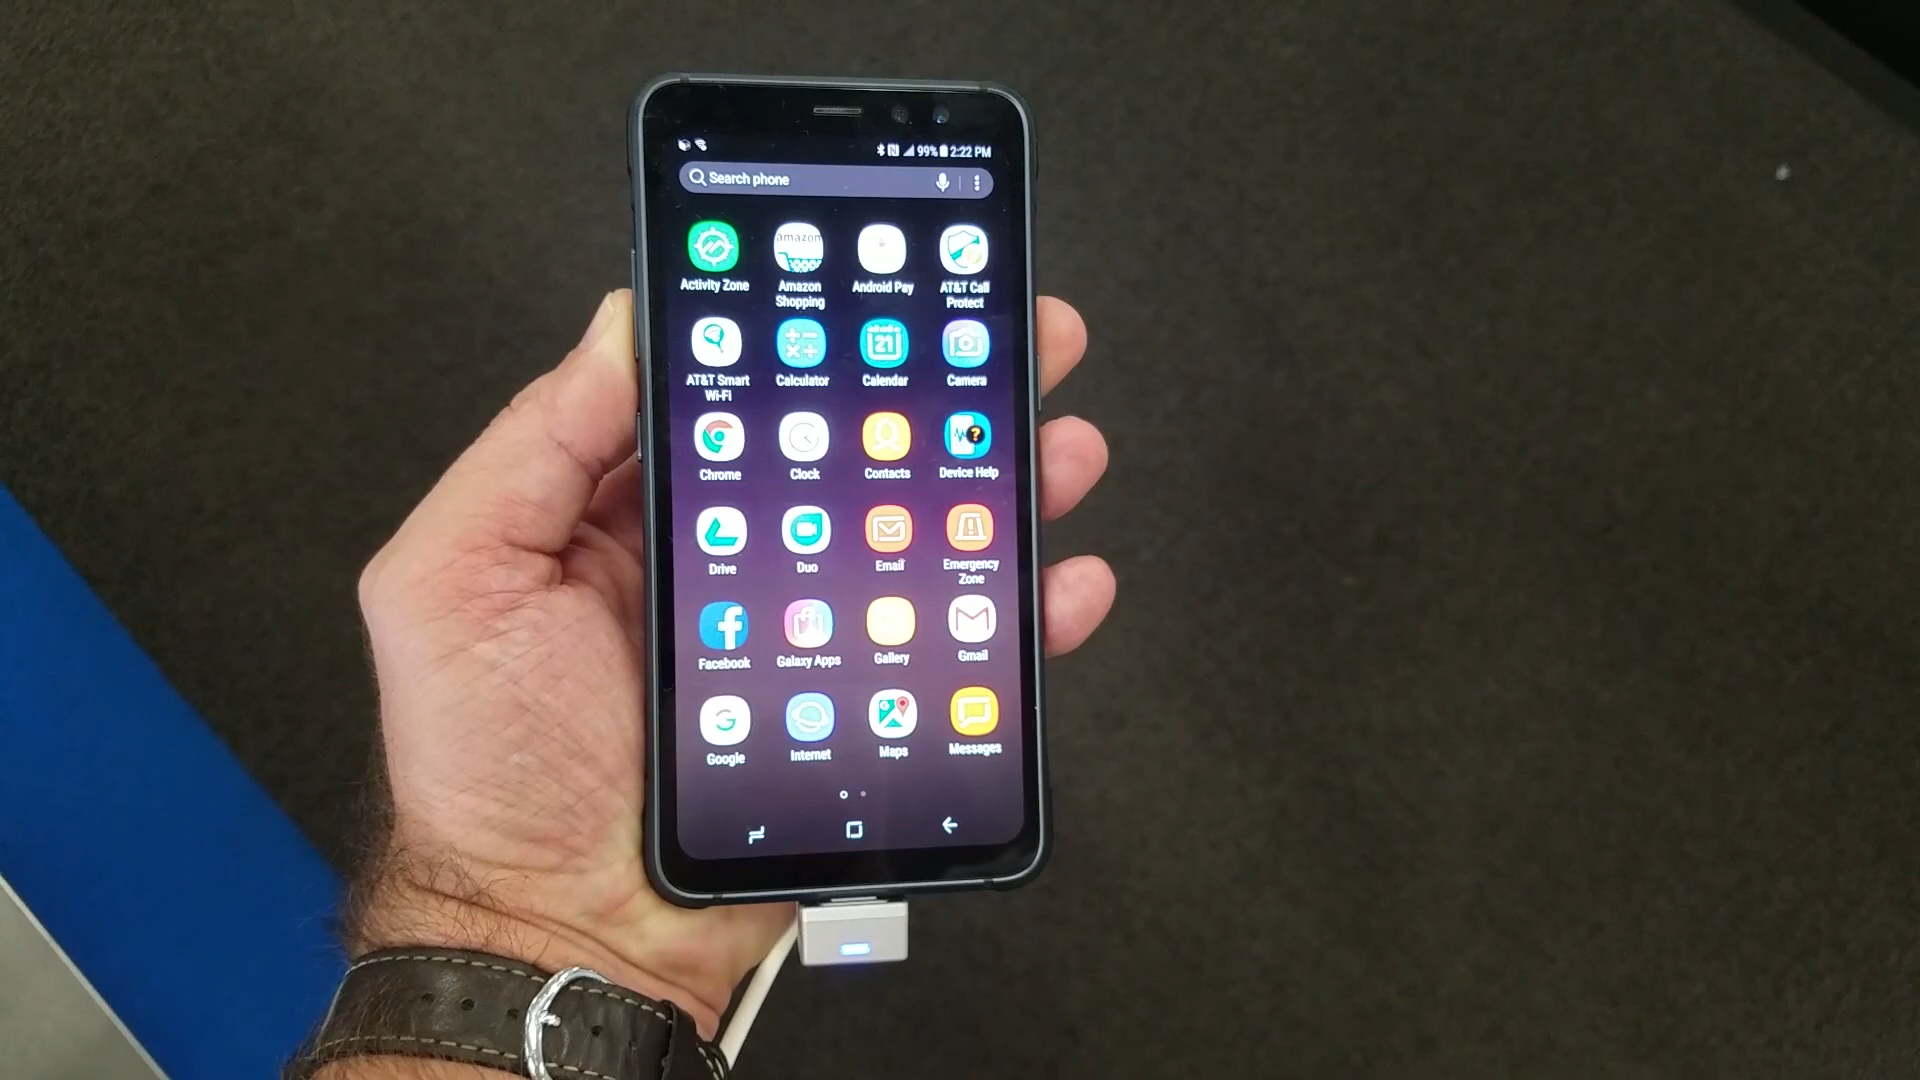 99% 2:22 PM
Search phone
amazon
Activity Zone
Amazon
Shopping
Android Pay
AT&T Call
Protect
21
AT&T Smart
Wi-Fi
Calculator
Calendar
Camera
?
Chrome
Clock
Contacts
Device Help
Drive
Duo
Email
Emergency
Zone
f
Facebook
Galaxy Apps
Gallery
Gmail
G
Google
Internet
Maps
Messages